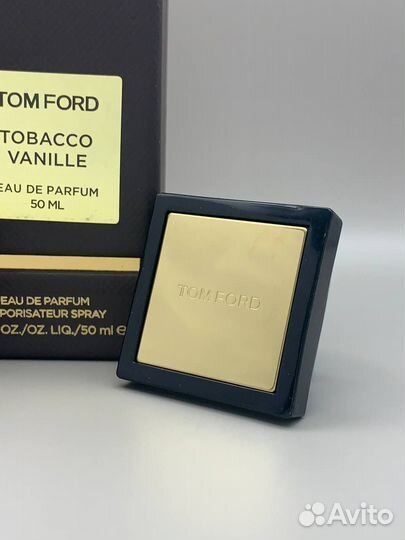 TOM FORD
TOBACCO
VANILLE
EAU DE PARFUM
50 ML
EAU DE PARFUM
VAPORISATEUR SPRAY
OZ./OZ. LIQ./50 ml e
TOM FORD
Avito